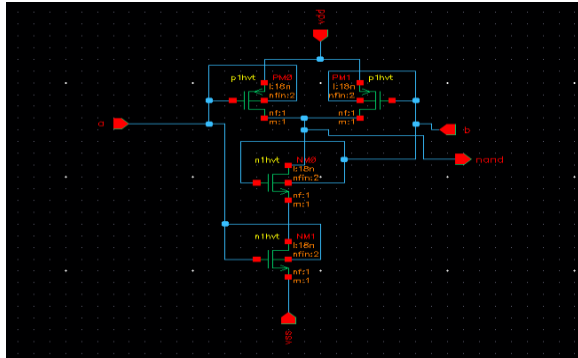 vdd
p1hvt PM0 PM1 p1hvt
l:18n l:18n
nfin:2 nfin:2
nf:1 nf:1
m:1 m:1
a b
nand
n1hvt NM0
l:18n
nfin:2
nf:1
m:1
n1hvt NM1
l:18n
nfin:2
nf:1
m:1
vss